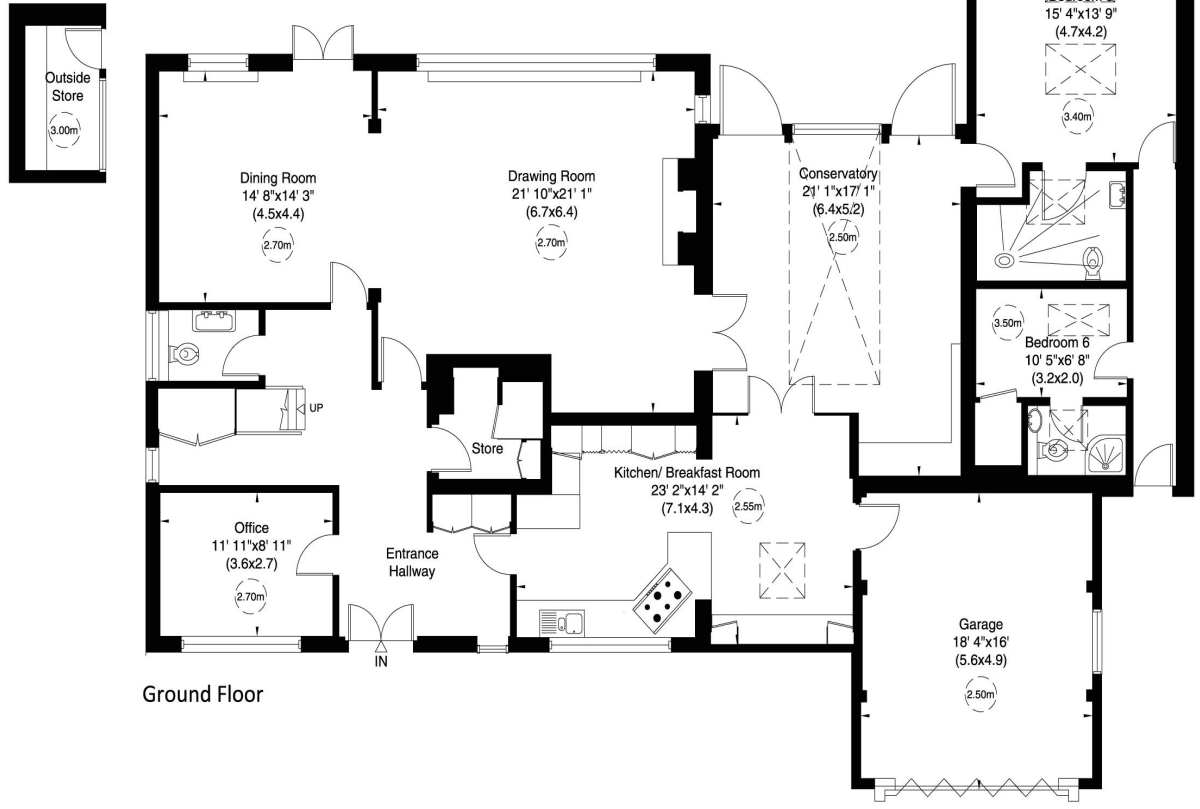 15' 4"x13' 9"
(4.7x4.2)
3.40m
Outside
Store
3.00m
Dining Room
14' 8"x14' 3"
(4.5x4.4)
2.70m
Drawing Room
21' 10"x21' 1"
(6.7x6.4)
2.70m
Conservatory
21' 1"x17' 1"
(6.4x5.2)
2.50m
3.50m
Bedroom 6
10' 5"x6' 8"
(3.2x2.0)
UP
Store
Kitchen/ Breakfast Room
23' 2"x14' 2"
(7.1x4.3)
2.55m
Office
11' 11"x8' 11"
(3.6x2.7)
2.70m
Entrance
Hallway
IN
Garage
18' 4"x16'
(5.6x4.9)
2.50m
Ground Floor